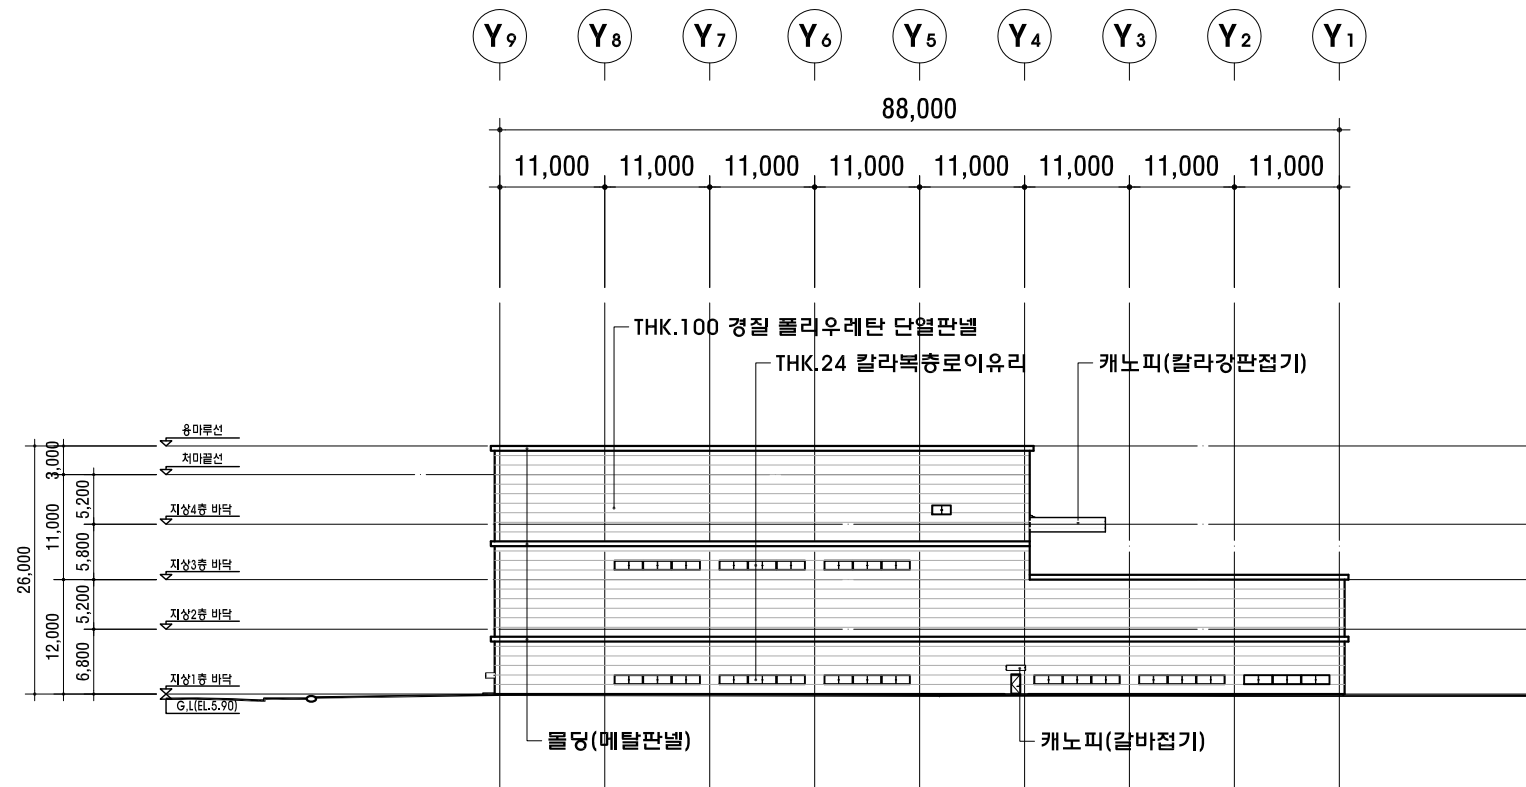 Y9 Y8 Y7 Y6 Y5 Y4 Y3 Y2 Y1
88,000
11,000 11,000 11,000 11,000 11,000 11,000 11,000 11,000
THK.100 경질 폴리우레탄 단열판넬
THK.24 칼라복층로이유리
캐노피(칼라강판접기)
용마루선
처마끝선
지상4층 바닥
지상3층 바닥
지상2층 바닥
지상1층 바닥
G.L(EL.5.90)
26,000
3,000
11,000
12,000
5,200
5,800
5,200
6,800
몰딩(메탈판넬)
캐노피(갈바접기)